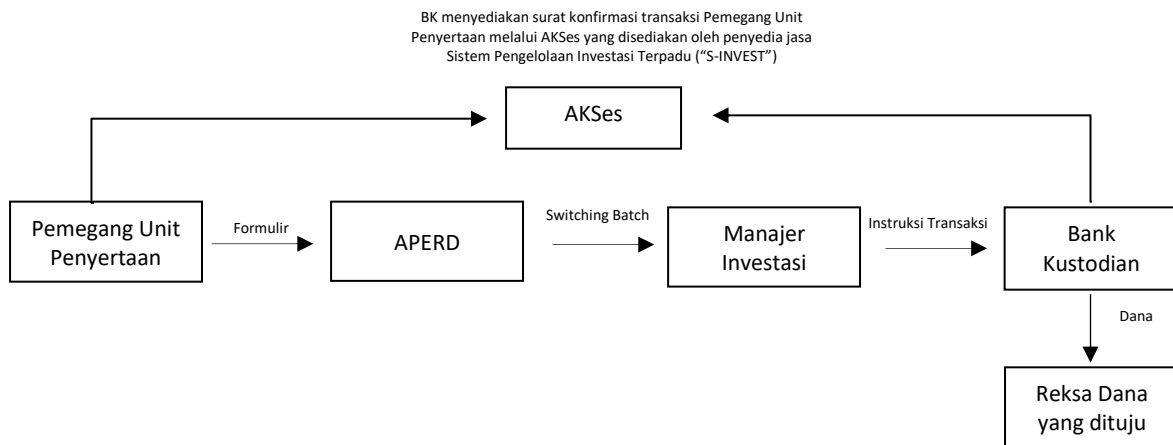 BK menyediakan surat konfirmasi transaksi Pemegang Unit
Penyertaan melalui AKSes yang disediakan oleh penyedia jasa
Sistem Pengelolaan Investasi Terpadu (“S-INVEST”)
AKSes
Pemegang Unit
Penyertaan
Formulir
APERD
Switching Batch
Manajer
Investasi
Instruksi Transaksi
Bank
Kustodian
Dana
Reksa Dana
yang dituju